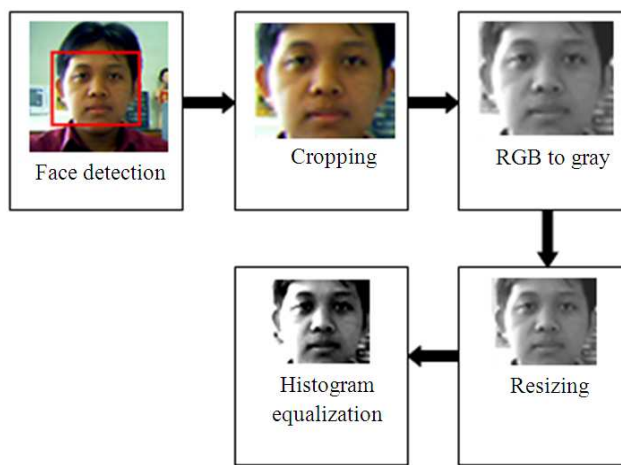 Face detection
Cropping
RGB to gray
Resizing
Histogram
equalization